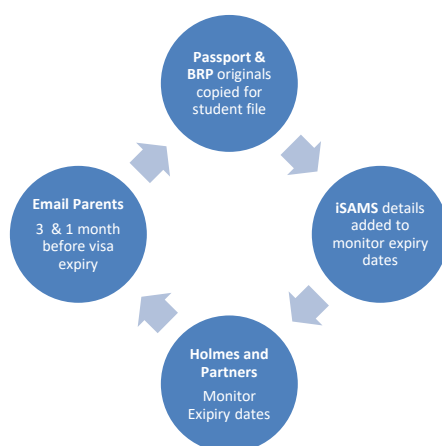 Passport &
BRP originals
copied for
student file
iSAMS details
added to
monitor expiry
dates
Holmes and
Partners
Monitor
Exipiry dates
Email Parents
3 & 1 month
before visa
expiry